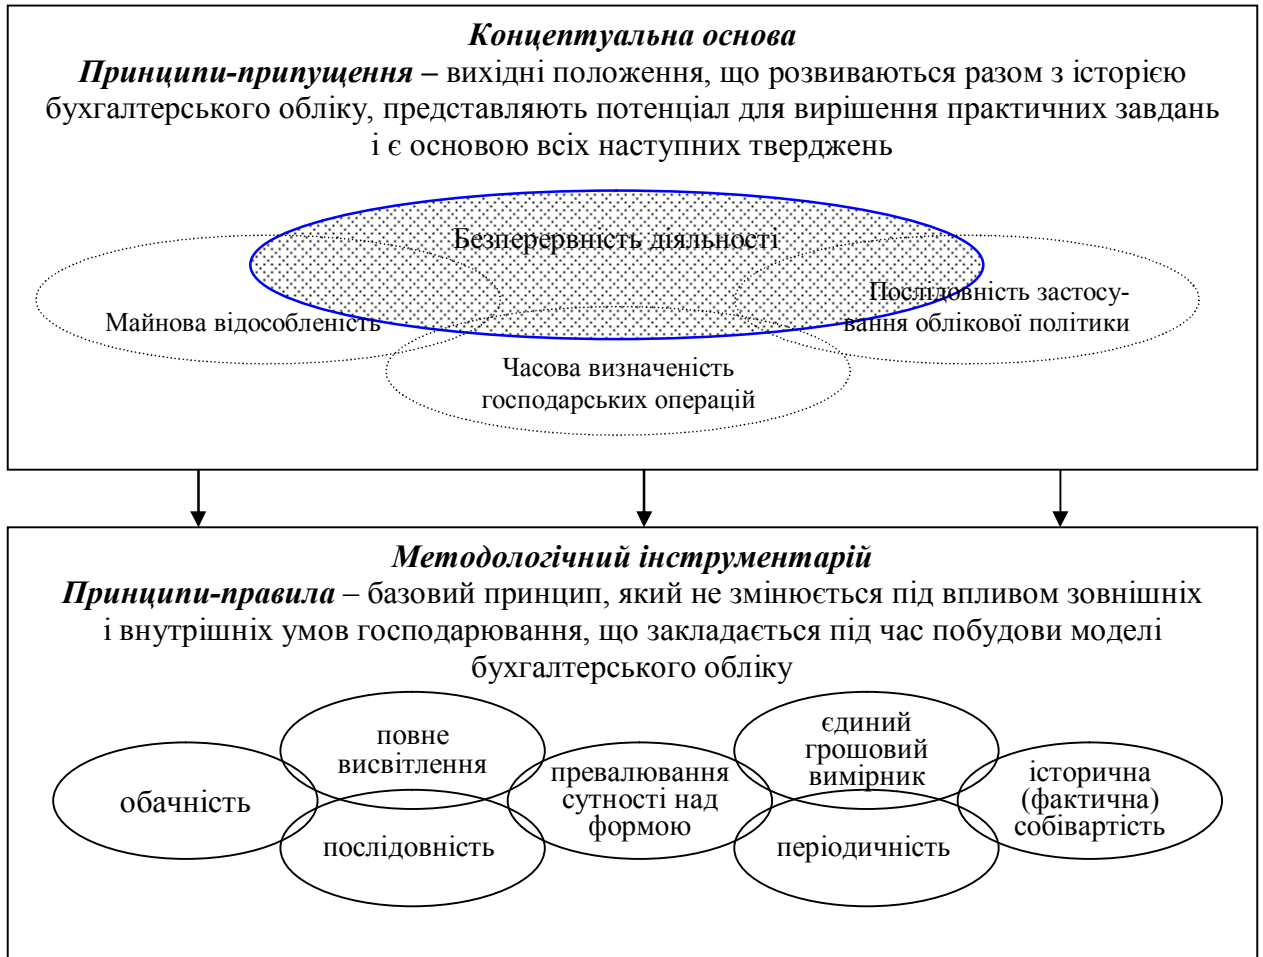 Концептуальна основа
Принципи-припущення – вихідні положення, що розвиваються разом з історією
бухгалтерського обліку, представляють потенціал для вирішення практичних завдань
і є основою всіх наступних тверджень
Безперервність діяльності
Майнова відособленість
Послідовність застосу-
вання облікової політики
Часова визначеність
господарських операцій
Методологічний інструментарій
Принципи-правила – базовий принцип, який не змінюється під впливом зовнішніх
і внутрішніх умов господарювання, що закладається під час побудови моделі
бухгалтерського обліку
обачність
повне
висвітлення
послідовність
превалювання
сутності над
формою
єдиний
грошовий
вимірник
періодичність
історична
(фактична)
собівартість